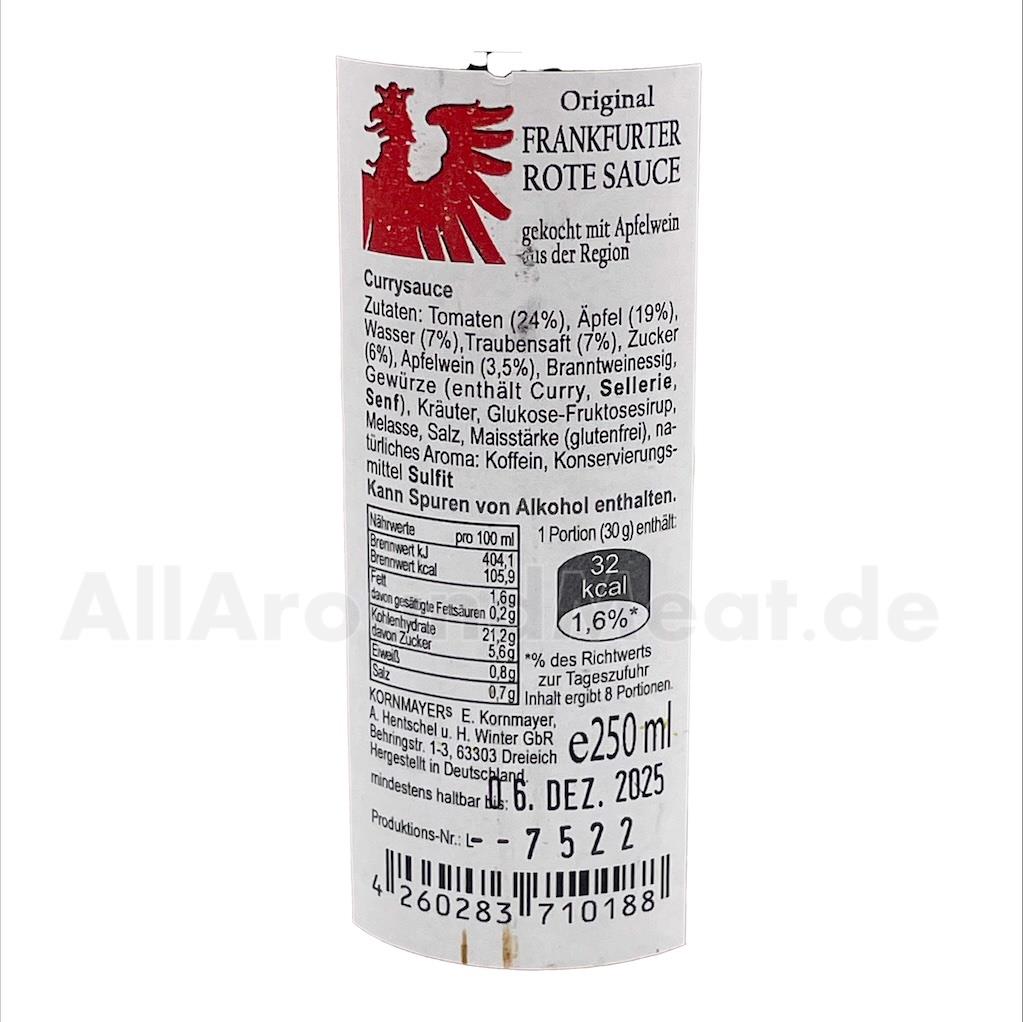 Original
FRANKFURTER
ROTE SAUCE
gekocht mit Apfelwein
aus der Region
Currysauce
Zutaten: Tomaten (24%), Äpfel (19%),
Wasser (7%),Traubensaft (7%), Zucker
(6%), Apfelwein (3,5%), Branntweinessig,
Gewürze (enthält Curry, Sellerie,
Senf), Kräuter, Glukose-Fruktosesirup,
Melasse, Salz, Maisstärke (glutenfrei), na-
türliches Aroma: Koffein, Konservierungs-
mittel Sulfit
Kann Spuren von Alkohol enthalten.
Nährwerte pro 100 ml
Brennwert kJ 404,1
Brennwert kcal 105,9
Fett 1,6g
davon gesättigte Fettsäuren 0,2g
Kohlenhydrate 21,2g
davon Zucker 5,6g
Eiweiß 0,8g
Salz 0,7g
1 Portion (30 g) enthält:
32
kcal
1,6%*
*% des Richtwerts
zur Tageszufuhr
Inhalt ergibt 8 Portionen.
KORNMAYERS E. Kornmayer,
A. Hentschel u. H. Winter GbR
Behringstr. 1-3, 63303 Dreieich
Hergestellt in Deutschland.
e250 ml
mindestens haltbar bis: 06. DEZ. 2025
Produktions-Nr.: L- - 7522
4 260283 710188
AllAroundMeat.de